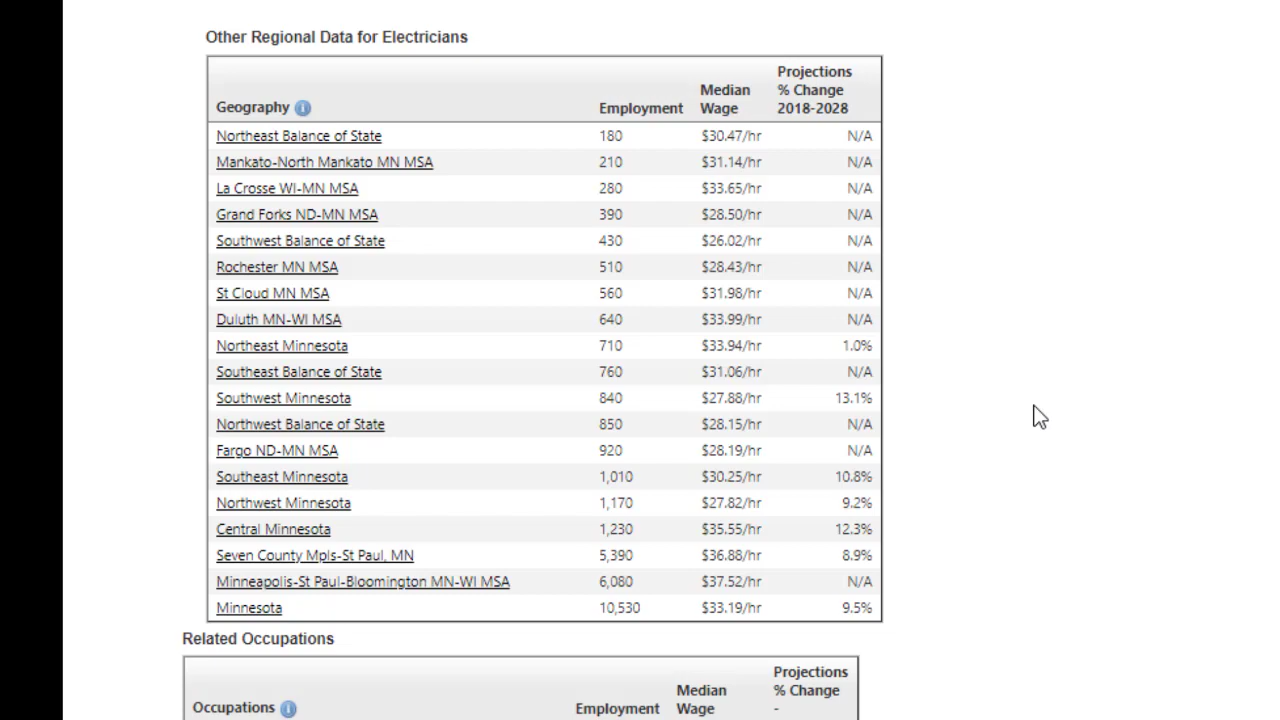 Other Regional Data for Electricians
Geography Employment Median Wage Projections % Change 2018-2028
Northeast Balance of State 180 $30.47/hr N/A
Mankato-North Mankato MN MSA 210 $31.14/hr N/A
La Crosse WI-MN MSA 280 $33.65/hr N/A
Grand Forks ND-MN MSA 390 $28.50/hr N/A
Southwest Balance of State 430 $26.02/hr N/A
Rochester MN MSA 510 $28.43/hr N/A
St Cloud MN MSA 560 $31.98/hr N/A
Duluth MN-WI MSA 640 $33.99/hr N/A
Northeast Minnesota 710 $33.94/hr 1.0%
Southeast Balance of State 760 $31.06/hr N/A
Southwest Minnesota 840 $27.88/hr 13.1%
Northwest Balance of State 850 $28.15/hr N/A
Fargo ND-MN MSA 920 $28.19/hr N/A
Southeast Minnesota 1,010 $30.25/hr 10.8%
Northwest Minnesota 1,170 $27.82/hr 9.2%
Central Minnesota 1,230 $35.55/hr 12.3%
Seven County Mpls-St Paul, MN 5,390 $36.88/hr 8.9%
Minneapolis-St Paul-Bloomington MN-WI MSA 6,080 $37.52/hr N/A
Minnesota 10,530 $33.19/hr 9.5%
Related Occupations
Occupations Employment Median Wage Projections % Change -